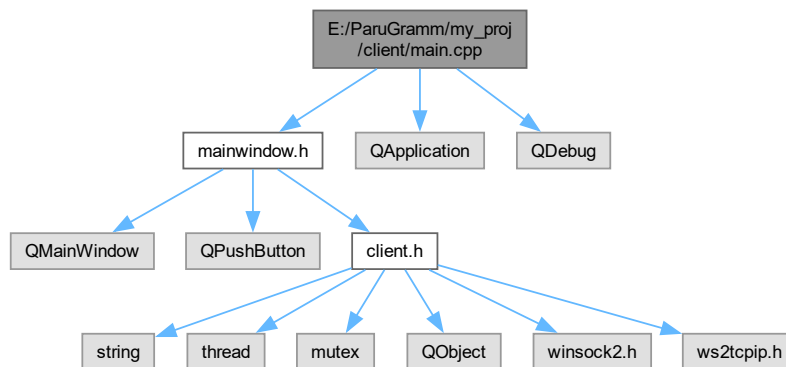 E:/ParuGramm/my_proj
/client/main.cpp
mainwindow.h
QApplication
QDebug
QMainWindow
QPushButton
client.h
string
thread
mutex
QObject
winsock2.h
ws2tcpip.h